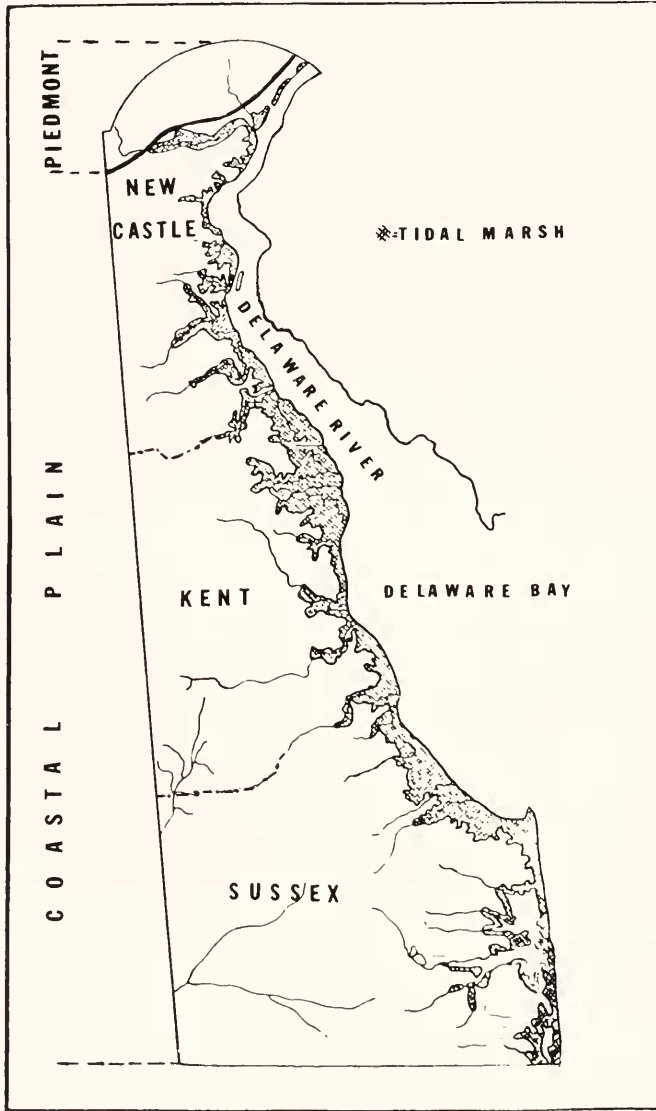 PIEDMONT
NEW
CASTLE
=TIDAL MARSH
DELAWARE RIVER
COASTAL PLAIN
KENT
DELAWARE BAY
SUSSEX